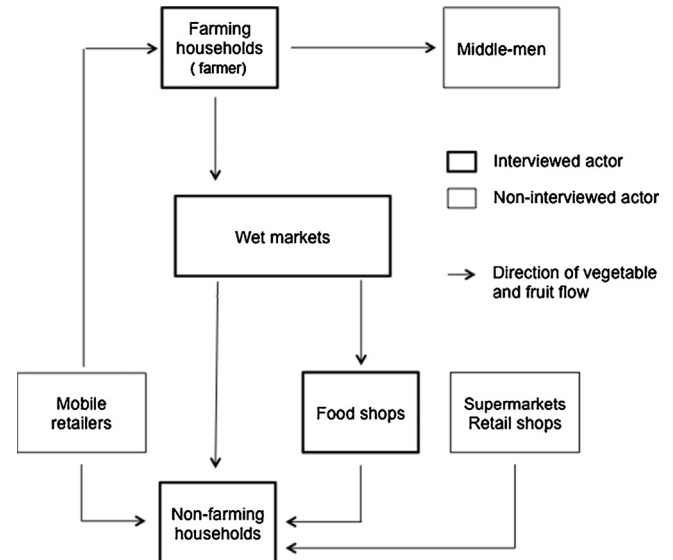 Farming
households
( farmer)
Middle-men
Interviewed actor
Non-interviewed actor
Wet markets
Direction of vegetable
and fruit flow
Mobile
retailers
Food shops
Supermarkets
Retail shops
Non-farming
households